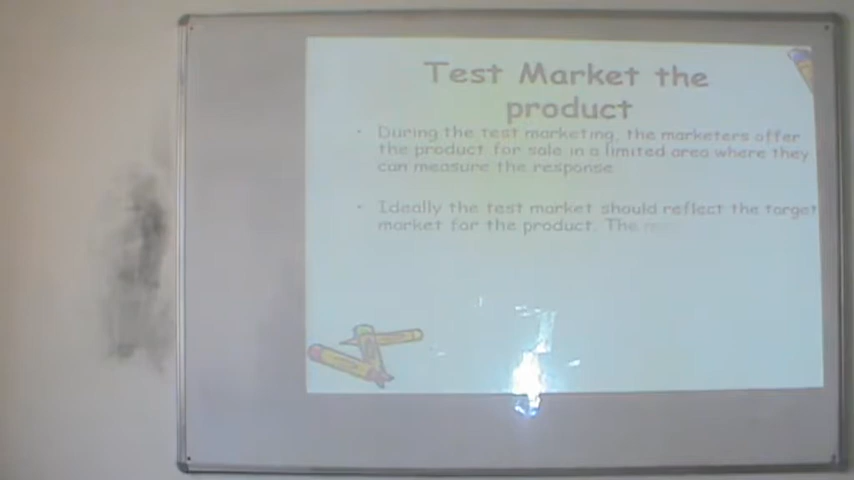 Test Market the
product
• During the test marketing, the marketers offer
the product for sale in a limited area where they
can measure the response
• Ideally the test market should reflect the target
market for the product. The